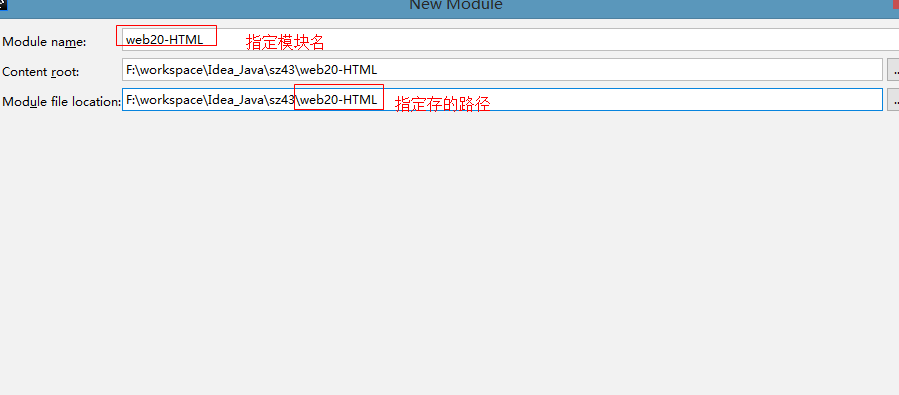 New Module
Module name: web20-HTML 指定模块名
Content root: F:\workspace\Idea_Java\sz43\web20-HTML ..
Module file location: F:\workspace\Idea_Java\sz43\web20-HTML 指定存的路径 ..